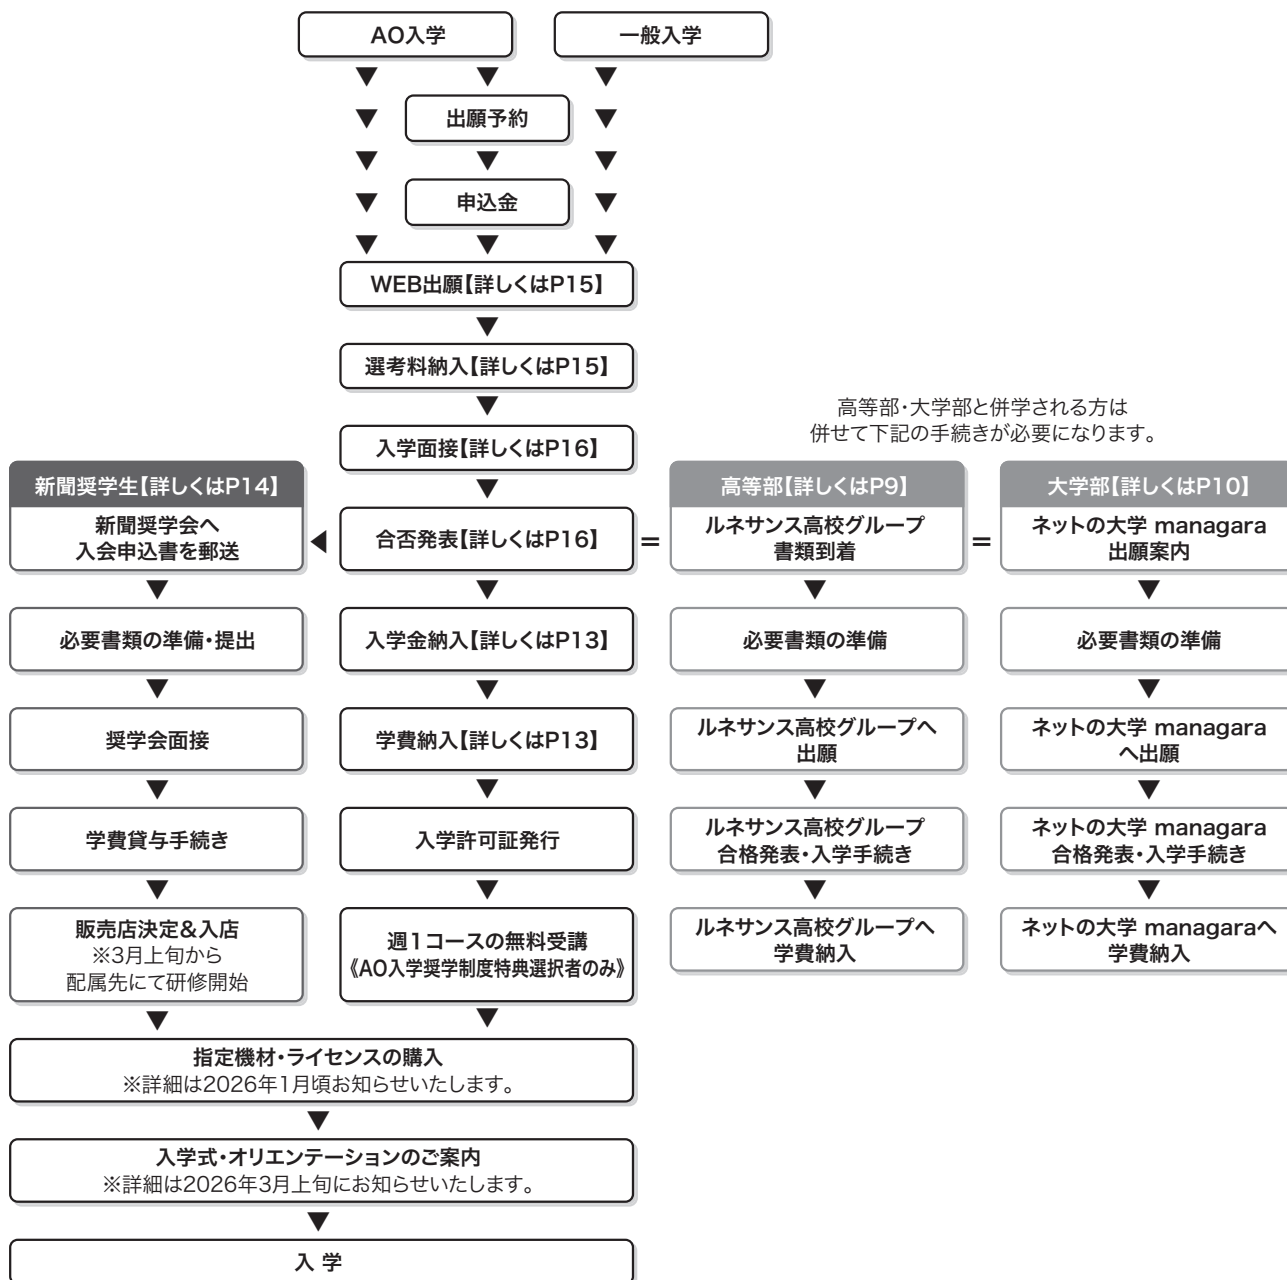 AO入学
一般入学
出願予約
申込金
WEB出願【詳しくはP15】
選考料納入【詳しくはP15】
入学面接【詳しくはP16】
合否発表【詳しくはP16】
入学金納入【詳しくはP13】
学費納入【詳しくはP13】
入学許可証発行
週1コースの無料受講
《AO入学奨学制度特典選択者のみ》
新聞奨学生【詳しくはP14】
新聞奨学会へ
入会申込書を郵送
必要書類の準備・提出
奨学会面接
学費貸与手続き
販売店決定&入店
※3月上旬から
配属先にて研修開始
高等部・大学部と併学される方は
併せて下記の手続きが必要になります。
高等部【詳しくはP9】
ルネサンス高校グループ
書類到着
必要書類の準備
ルネサンス高校グループへ
出願
ルネサンス高校グループ
合格発表・入学手続き
ルネサンス高校グループへ
学費納入
大学部【詳しくはP10】
ネットの大学 managara
出願案内
必要書類の準備
ネットの大学 managara
へ出願
ネットの大学 managara
合格発表・入学手続き
ネットの大学 managaraへ
学費納入
指定機材・ライセンスの購入
※詳細は2026年1月頃お知らせいたします。
入学式・オリエンテーションのご案内
※詳細は2026年3月上旬にお知らせいたします。
入 学